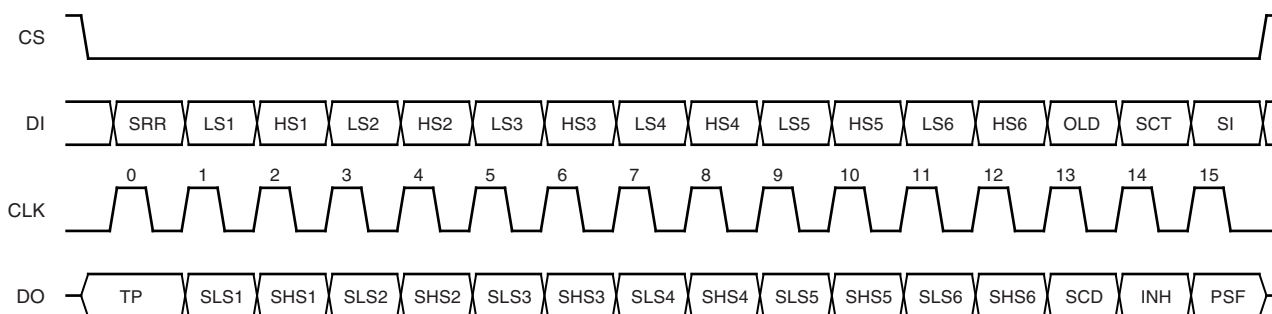 CS
DI SRR LS1 HS1 LS2 HS2 LS3 HS3 LS4 HS4 LS5 HS5 LS6 HS6 OLD SCT SI
0 1 2 3 4 5 6 7 8 9 10 11 12 13 14 15
CLK
DO TP SLS1 SHS1 SLS2 SHS2 SLS3 SHS3 SLS4 SHS4 SLS5 SHS5 SLS6 SHS6 SCD INH PSF